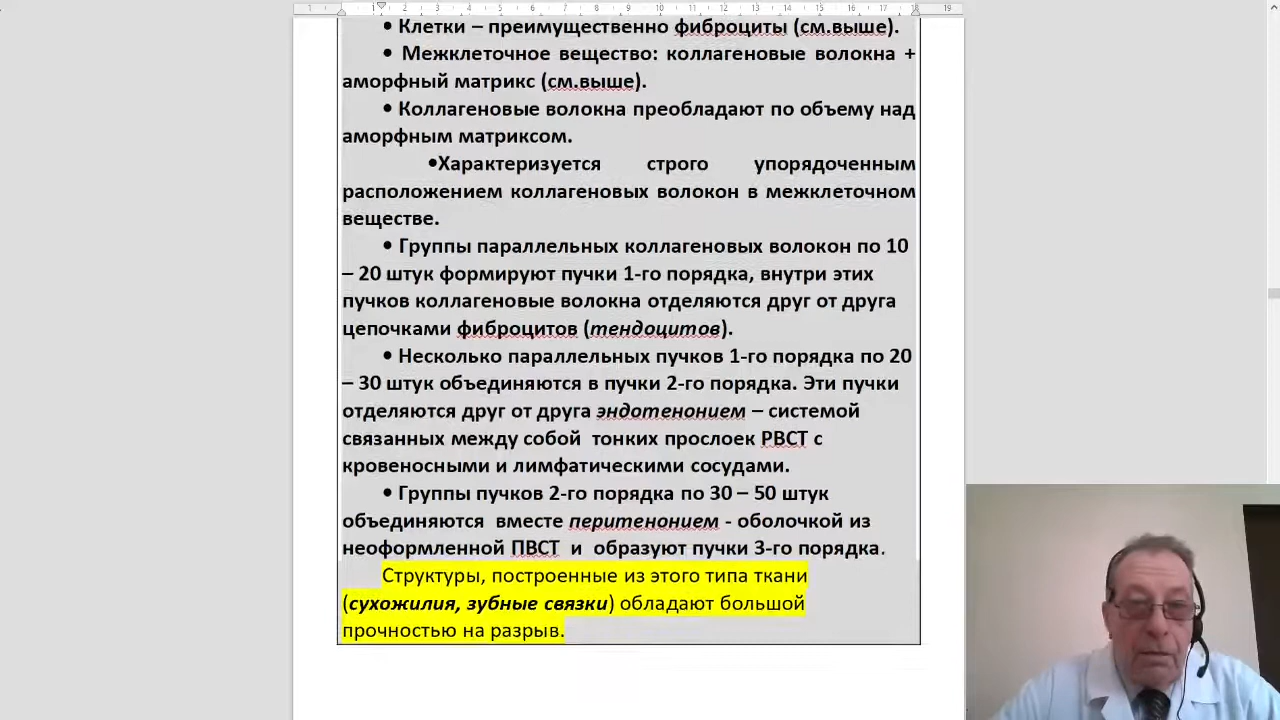 • Клетки – преимущественно фиброциты (см.выше).
• Межклеточное вещество: коллагеновые волокна +
аморфный матрикс (см.выше).
• Коллагеновые волокна преобладают по объему над
аморфным матриксом.
•Характеризуется строго упорядоченным
расположением коллагеновых волокон в межклеточном
веществе.
• Группы параллельных коллагеновых волокон по 10
– 20 штук формируют пучки 1-го порядка, внутри этих
пучков коллагеновые волокна отделяются друг от друга
цепочками фиброцитов (тендоцитов).
• Несколько параллельных пучков 1-го порядка по 20
– 30 штук объединяются в пучки 2-го порядка. Эти пучки
отделяются друг от друга эндотенонием – системой
связанных между собой тонких прослоек РВСТ с
кровеносными и лимфатическими сосудами.
• Группы пучков 2-го порядка по 30 – 50 штук
объединяются вместе перитенонием - оболочкой из
неоформленной ПВСТ и образуют пучки 3-го порядка.
Структуры, построенные из этого типа ткани
(сухожилия, зубные связки) обладают большой
прочностью на разрыв.